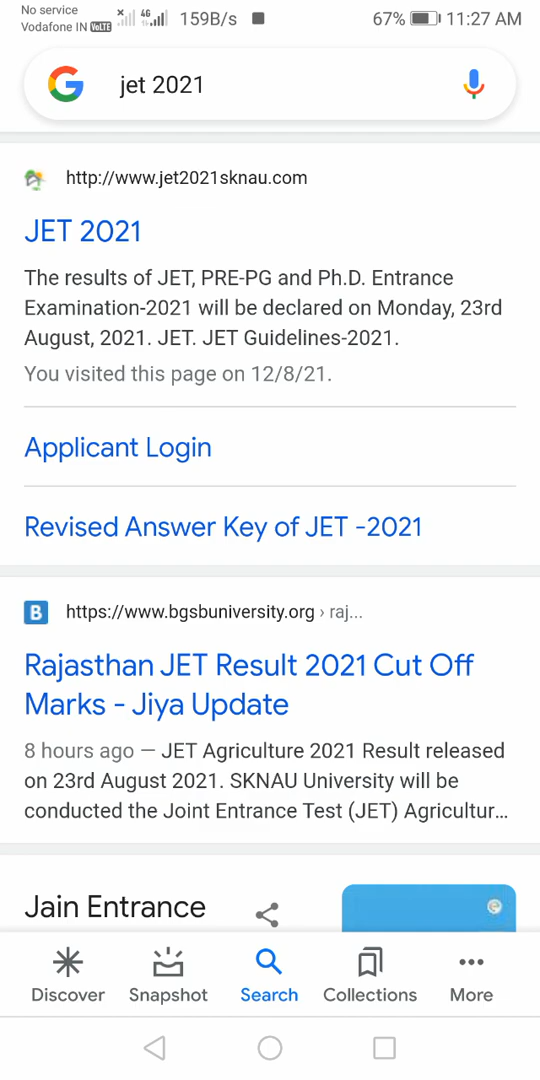 No service
Vodafone IN VoLTE 4G 159B/s 67% 11:27 AM
jet 2021
http://www.jet2021sknau.com
JET 2021
The results of JET, PRE-PG and Ph.D. Entrance
Examination-2021 will be declared on Monday, 23rd
August, 2021. JET. JET Guidelines-2021.
You visited this page on 12/8/21.
Applicant Login
Revised Answer Key of JET -2021
B https://www.bgsbuniversity.org › raj...
Rajasthan JET Result 2021 Cut Off
Marks - Jiya Update
8 hours ago — JET Agriculture 2021 Result released
on 23rd August 2021. SKNAU University will be
conducted the Joint Entrance Test (JET) Agricultur...
Jain Entrance
Discover Snapshot Search Collections More